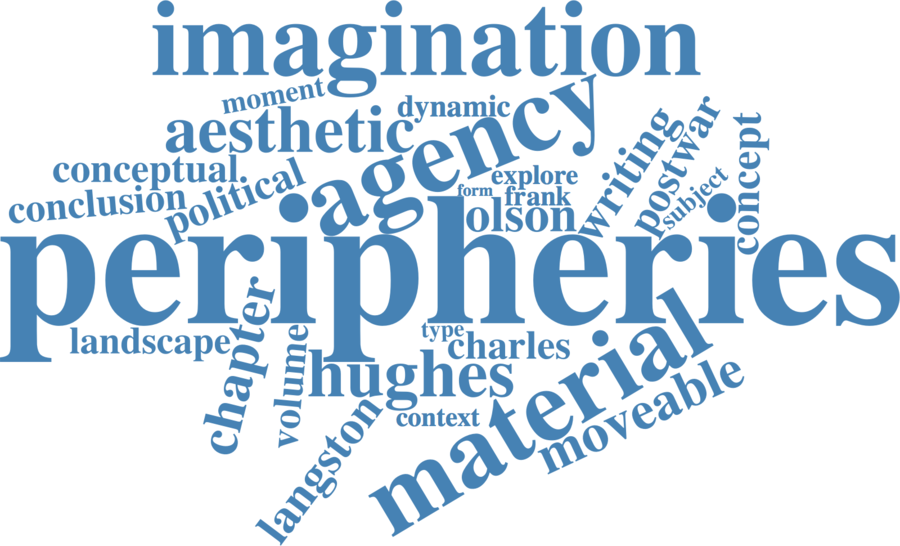 imagination
moment
dynamic
aesthetic
agency
conceptual.
political
explore
form
frank
conclusion
olson
writing
postwar
subject
concept
peripheries
landscape
chapter
volume
type
charles
hughes
material
moveable
context
langston